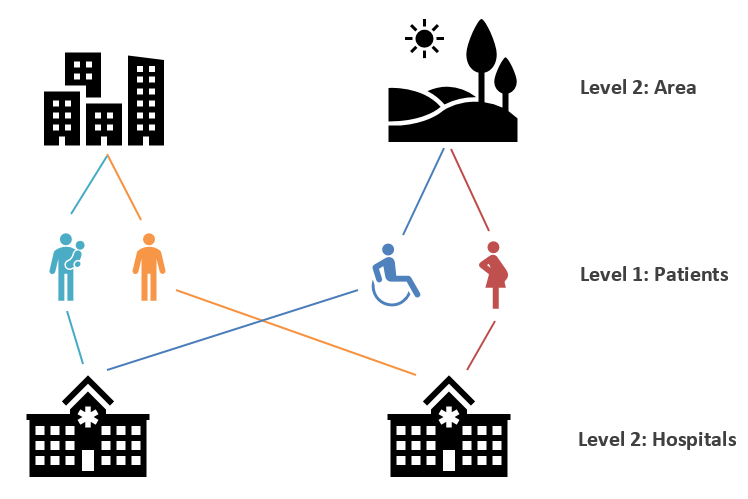 Level 2: Area
Level 1: Patients
Level 2: Hospitals